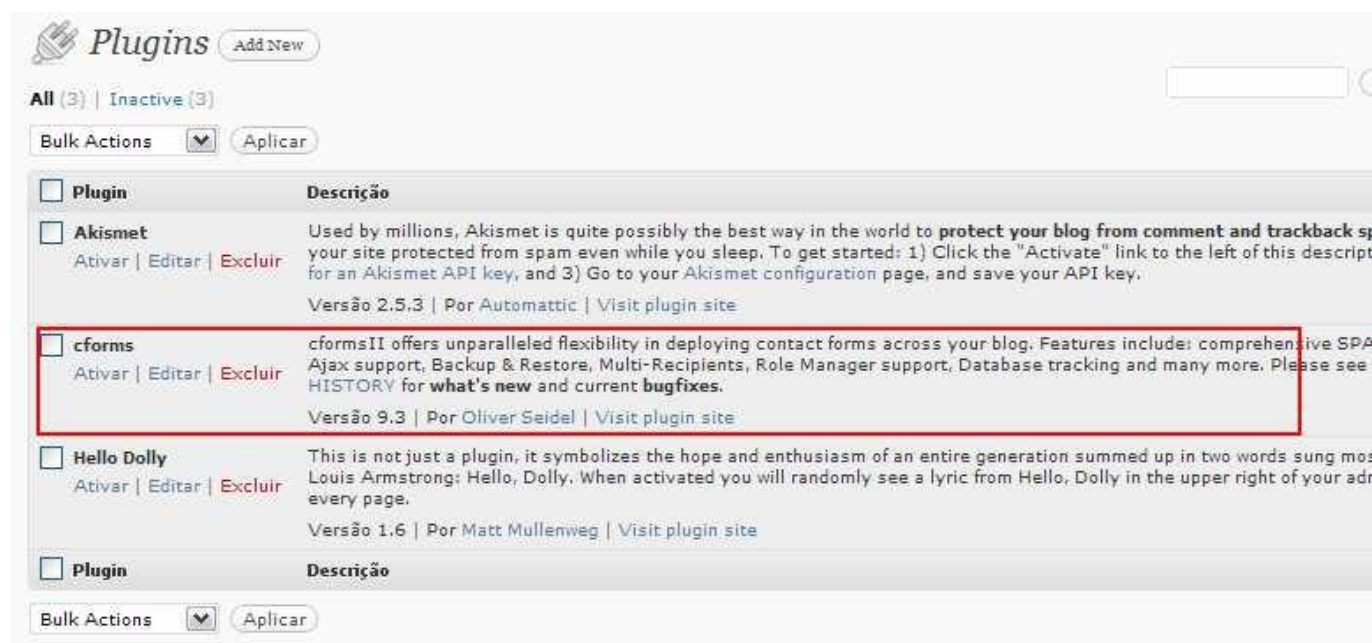 Plugins Add New
All (3) | Inactive (3)
Bulk Actions Aplicar
Plugin Descrição
Akismet Used by millions, Akismet is quite possibly the best way in the world to protect your blog from comment and trackback
Ativar | Editar | Excluir your site protected from spam even while you sleep. To get started: 1) Click the "Activate" link to the left of this
for an Akismet API key, and 3) Go to your Akismet configuration page, and save your API key.
Versão 2.5.3 | Por Automattic | Visit plugin site
cforms cformsII offers unparalleled flexibility in deploying contact forms across your blog. Features include: comprehensive
Ativar | Editar | Excluir Ajax support, Backup & Restore, Multi-Recipients, Role Manager support, Database tracking and many more. Please see
HISTORY for what's new and current bugfixes.
Versão 9.3 | Por Oliver Seidel | Visit plugin site
Hello Dolly This is not just a plugin, it symbolizes the hope and enthusiasm of an entire generation summed up in two words sung
Ativar | Editar | Excluir Louis Armstrong: Hello, Dolly. When activated you will randomly see a lyric from Hello, Dolly in the upper right of your
every page.
Versão 1.6 | Por Matt Mullenweg | Visit plugin site
Plugin Descrição
Bulk Actions Aplicar